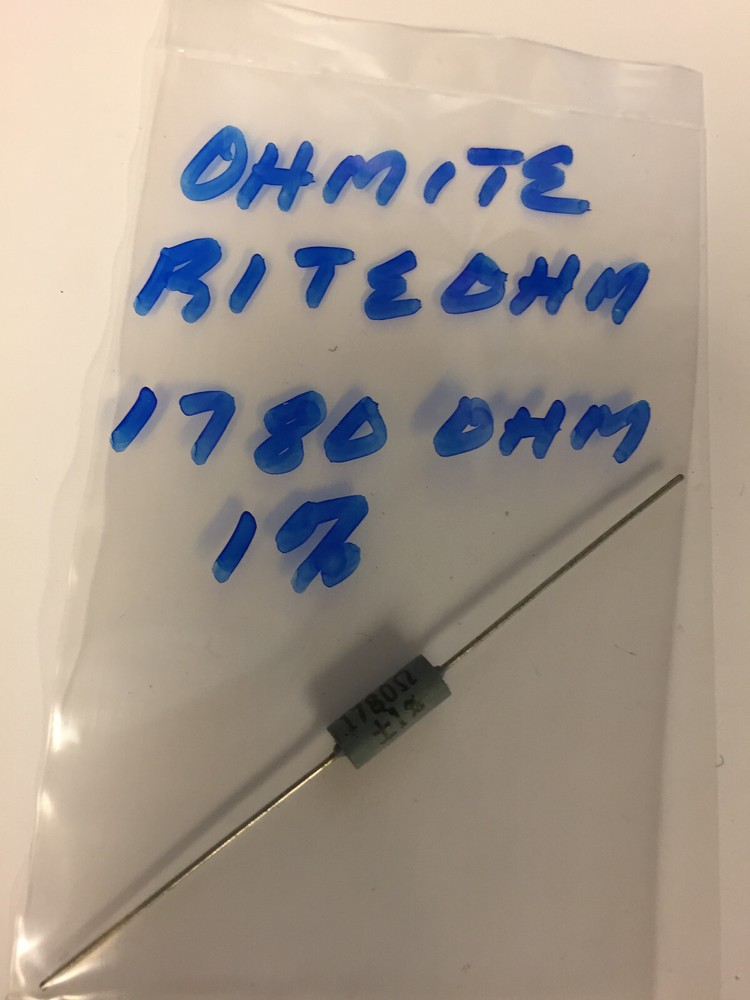 OHMITE
RITEOHM
1780 OHM
1%
1780Ω
±1%